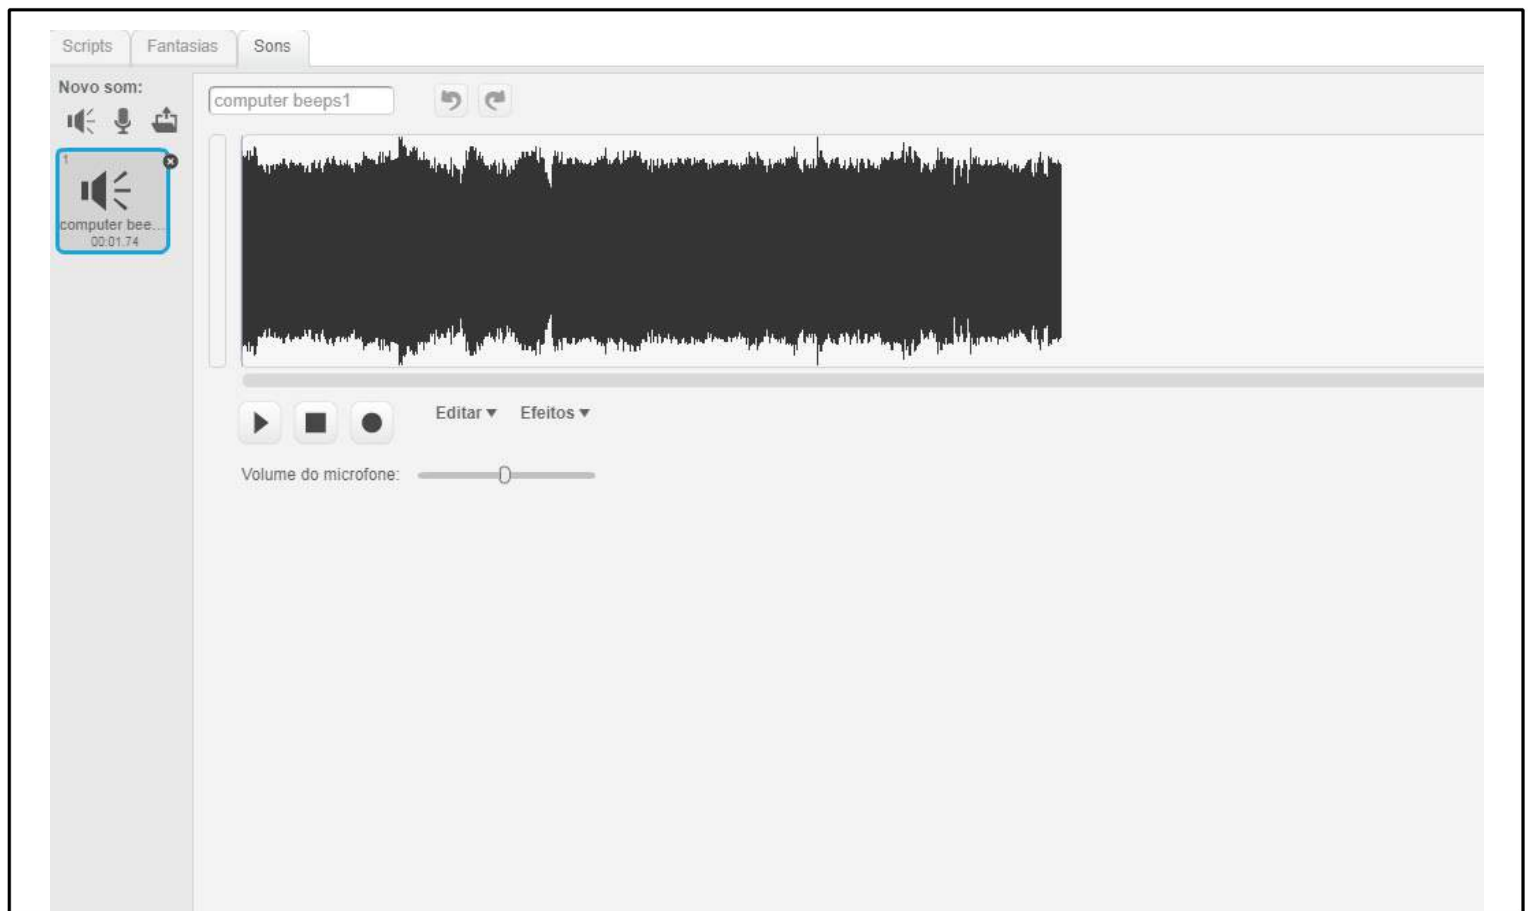 Scripts Fantasias Sons
Novo som:
computer beeps1
1
computer bee...
00:01.74
Editar Efeitos
Volume do microfone: